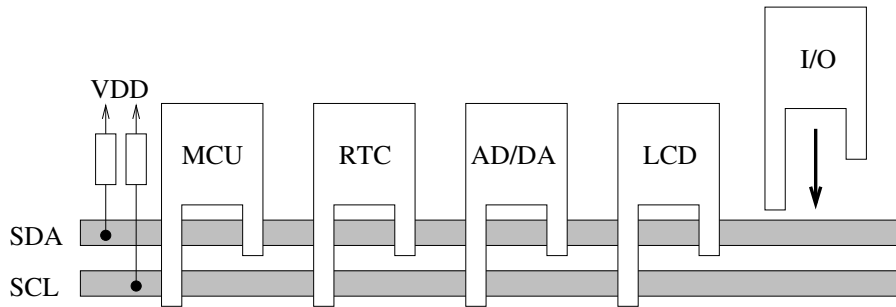 I/O
VDD
MCU
RTC
AD/DA
LCD
SDA
SCL